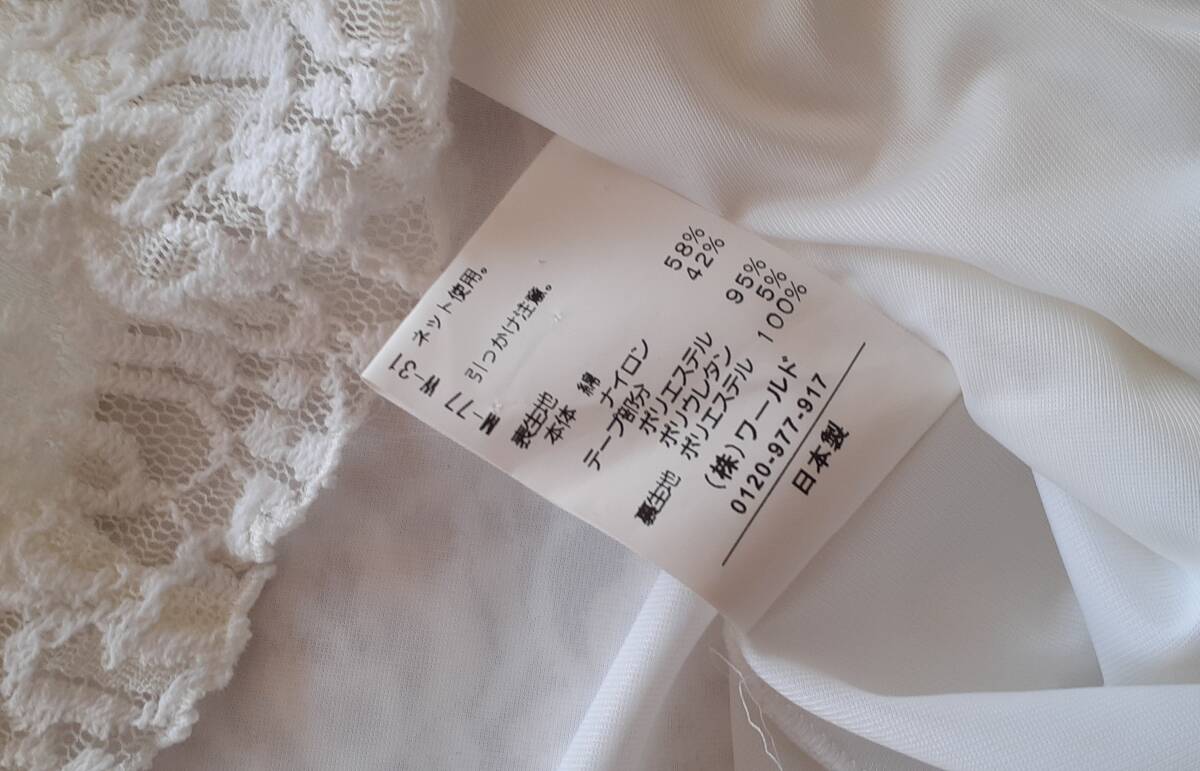 W-31 ネット使用。
W-77 引っかけ注意。
表生地
本体 綿 58%
ナイロン 42%
テープ部分
ポリエステル 95%
ポリウレタン 5%
裏生地 ポリエステル 100%
(株)ワールド
0120-977-917
日本製